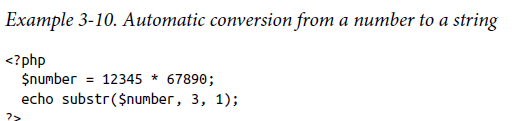 Example 3-10. Automatic conversion from a number to a string
<?php
  $number = 12345 * 67890;
  echo substr($number, 3, 1);
?>